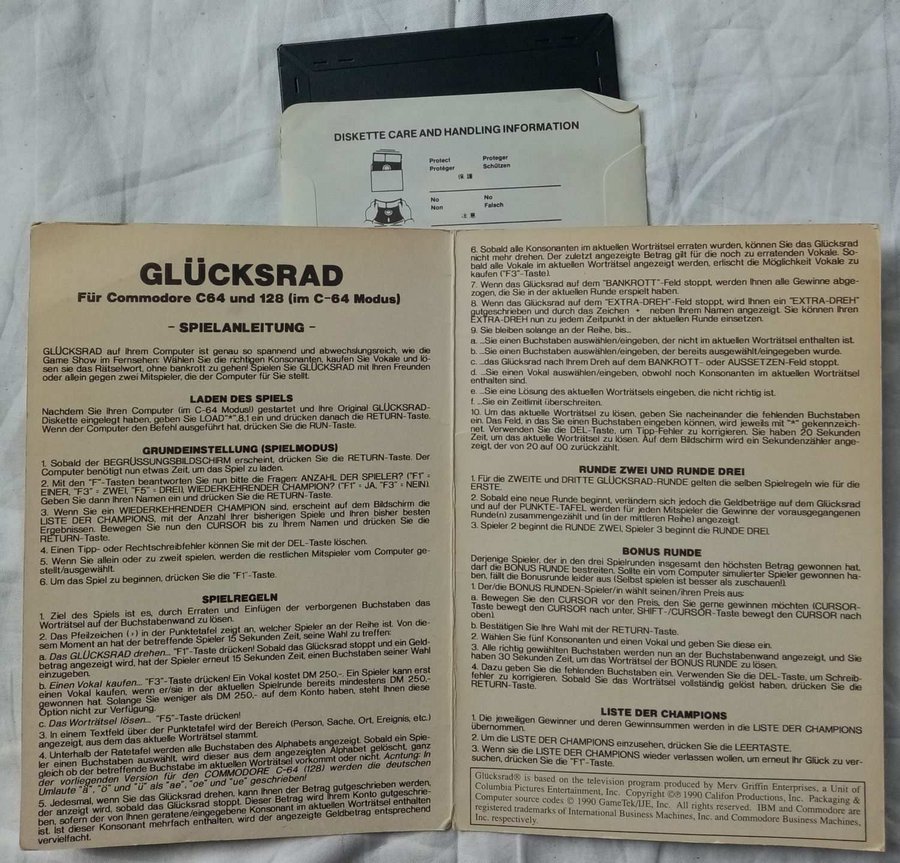 DISKETTE CARE AND HANDLING INFORMATION
Protect Proteger
Protéger Schützen
保護
No No
Non Falsch
注意
GLÜCKSRAD
Für Commodore C64 und 128 (im C-64 Modus)
- SPIELANLEITUNG -
GLÜCKSRAD auf Ihrem Computer ist genau so spannend und abwechslungsreich, wie die
Game Show im Fernsehen: Wählen Sie die richtigen Konsonanten, kaufen Sie Vokale und lö-
sen sie das Rätselwort, ohne bankrott zu gehen! Spielen Sie GLÜCKSRAD mit Ihren Freunden
oder allein gegen zwei Mitspieler, die der Computer für Sie stellt.
LADEN DES SPIELS
Nachdem Sie Ihren Computer (im C-64 Modus!) gestartet und Ihre Original GLÜCKSRAD-
Diskette eingelegt haben, geben Sie LOAD"*",8,1 ein und drücken danach die RETURN-Taste.
Wenn der Computer den Befehl ausgeführt hat, drücken Sie die RUN-Taste.
GRUNDEINSTELLUNG (SPIELMODUS)
1. Sobald der BEGRÜSSUNGSBILDSCHIRM erscheint, drücken Sie die RETURN-Taste. Der
Computer benötigt nun etwas Zeit, um das Spiel zu laden.
2. Mit den "F"-Tasten beantworten Sie nun bitte die Fragen: ANZAHL DER SPIELER? ("F1" =
EINER, "F3" = ZWEI, "F5" = DREI), WIEDERKEHRENDER CHAMPION? ("F1" = JA, "F3" = NEIN).
Geben Sie dann Ihren Namen ein und drücken Sie die RETURN-Taste.
3. Wenn Sie ein WIEDERKEHRENDER CHAMPION sind, erscheint auf dem Bildschirm die
LISTE DER CHAMPIONS, mit der Anzahl Ihrer bisherigen Spiele und Ihren bisher besten
Ergebnissen. Bewegen Sie nun den CURSOR bis zu Ihrem Namen und drücken Sie die
RETURN-Taste.
4. Einen Tipp- oder Rechtschreibfehler können Sie mit der DEL-Taste löschen.
5. Wenn Sie allein oder zu zweit spielen, werden die restlichen Mitspieler vom Computer ge-
stellt/ausgewählt.
6. Um das Spiel zu beginnen, drücken Sie die "F1"-Taste.
SPIELREGELN
1. Ziel des Spiels ist es, durch Erraten und Einfügen der verborgenen Buchstaben das
Worträtsel auf der Buchstabenwand zu lösen.
2. Das Pfeilzeichen (›) in der Punktetafel zeigt an, welcher Spieler an der Reihe ist. Von die-
sem Moment an hat der betreffende Spieler 15 Sekunden Zeit, seine Wahl zu treffen:
a. Das GLÜCKSRAD drehen... "F1"-Taste drücken! Sobald das Glücksrad stoppt und ein Geld-
betrag angezeigt wird, hat der Spieler erneut 15 Sekunden Zeit, einen Buchstaben seiner Wahl
einzugeben.
b. Einen Vokal kaufen... "F3"-Taste drücken! Ein Vokal kostet DM 250,-. Ein Spieler kann erst
einen Vokal kaufen, wenn er/sie in der aktuellen Spielrunde bereits mindestens DM 250,-
gewonnen hat. Solange Sie weniger als DM 250,- auf dem Konto haben, steht Ihnen diese
Option nicht zur Verfügung.
c. Das Worträtsel lösen... "F5"-Taste drücken!
3. In einem Textfeld über der Punktetafel wird der Bereich (Person, Sache, Ort, Ereignis, etc.)
angezeigt, aus dem das aktuelle Worträtsel stammt.
4. Unterhalb der Ratetafel werden alle Buchstaben des Alphabets angezeigt. Sobald ein Spie-
ler einen Buchstaben auswählt, wird dieser aus dem angezeigten Alphabet gelöscht, ganz
gleich ob der betreffende Buchstabe im aktuellen Worträtsel vorkommt oder nicht. Achtung: In
der vorliegenden Version für den COMMODORE C-64 (128) werden die deutschen
Umlaute "ä", "ö" und "ü" als "ae", "oe" und "ue" geschrieben!
5. Jedesmal, wenn Sie das Glücksrad drehen, kann Ihnen der Betrag gutgeschrieben werden,
der anzeigt wird, sobald das Glücksrad stoppt. Dieser Betrag wird Ihrem Konto gutgeschrie-
ben, sofern der von Ihnen geratene/eingegebene Konsonant im aktuellen Worträtsel enthalten
ist. Ist dieser Konsonant mehrfach enthalten, wird der angezeigte Geldbetrag entsprechend
vervielfacht.
6. Sobald alle Konsonanten im aktuellen Worträtsel erraten wurden, können Sie das Glücksrad
nicht mehr drehen. Der zuletzt angezeigte Betrag gilt für die noch zu erratenden Vokale. So-
bald alle Vokale im aktuellen Worträtsel angezeigt werden, erlischt die Möglichkeit Vokale zu
kaufen ("F3"-Taste).
7. Wenn das Glücksrad auf dem "BANKROTT"-Feld stoppt, werden Ihnen alle Gewinne abge-
zogen, die Sie in der aktuellen Runde erspielt haben.
8. Wenn das Glücksrad auf dem "EXTRA-DREH"-Feld stoppt, wird Ihnen ein "EXTRA-DREH"
gutgeschrieben und durch das Zeichen + neben Ihrem Namen angezeigt. Sie können Ihren
EXTRA-DREH nun zu jedem Zeitpunkt in der aktuellen Runde einsetzen.
9. Sie bleiben solange an der Reihe, bis...
a. ...Sie einen Buchstaben auswählen/eingeben, der nicht im aktuellen Worträtsel enthalten ist.
b. ...Sie einen Buchstaben auswählen/eingeben, der bereits ausgewählt/eingegeben wurde.
c. ...das Glücksrad nach Ihrem Dreh auf dem BANKROTT- oder AUSSETZEN-Feld stoppt.
d. ...Sie einen Vokal auswählen/eingeben, obwohl noch Konsonanten im aktuellen Worträtsel
enthalten sind.
e. ...Sie eine Lösung des aktuellen Worträtsels eingeben, die nicht richtig ist.
f. ...Sie ein Zeitlimit überschreiten.
10. Um das aktuelle Worträtsel zu lösen, geben Sie nacheinander die fehlenden Buchstaben
ein. Das Feld, in das Sie einen Buchstaben eingeben können, wird jeweils mit "*" gekennzeich-
net. Verwenden Sie die DEL-Taste, um Tipp-Fehler zu korrigieren. Sie haben 20 Sekunden
Zeit, um das aktuelle Worträtsel zu lösen. Auf dem Bildschirm wird ein Sekundenzähler ange-
zeigt, der von 20 auf 00 zurückzählt.
RUNDE ZWEI UND RUNDE DREI
1. Für die ZWEITE und DRITTE GLÜCKSRAD-RUNDE gelten die selben Spielregeln wie für die
ERSTE.
2. Sobald eine neue Runde beginnt, verändern sich jedoch die Geldbeträge auf dem Glücksrad
und auf der PUNKTE-TAFEL werden für jeden Mitspieler die Gewinne der vorausgegangenen
Runde(n) zusammengezählt und (in der mittleren Reihe) angezeigt.
3. Spieler 2 beginnt die RUNDE ZWEI, Spieler 3 beginnt die RUNDE DREI.
BONUS RUNDE
Derjenige Spieler, der in den drei Spielrunden insgesamt den höchsten Betrag gewonnen hat,
darf die BONUS RUNDE bestreiten. Sollte ein vom Computer simulierter Spieler gewonnen ha-
ben, fällt die Bonusrunde leider aus (Selbst spielen ist besser als zuschauen!).
1. Der/die BONUS RUNDEN-Spieler/in wählt seinen/ihren Preis aus:
a. Bewegen Sie den CURSOR vor den Preis, den Sie gerne gewinnen möchten (CURSOR-
Taste bewegt den CURSOR nach unter, SHIFT-/CURSOR-Taste bewegt den CURSOR nach
oben).
b. Bestätigen Sie Ihre Wahl mit der RETURN-Taste.
2. Wählen Sie fünf Konsonanten und einen Vokal und geben Sie diese ein.
3. Alle richtig gewählten Buchstaben werden nun an der Buchstabenwand angezeigt, und Sie
haben 30 Sekunden Zeit, um das Worträtsel der BONUS RUNDE zu lösen.
4. Dazu geben Sie die fehlenden Buchstaben ein. Verwenden Sie die DEL-Taste, um Schreib-
fehler zu korrigieren. Sobald Sie das Worträtsel vollständig gelöst haben, drücken Sie die
RETURN-Taste.
LISTE DER CHAMPIONS
1. Die jeweiligen Gewinner und deren Gewinnsummen werden in die LISTE DER CHAMPIONS
übernommen.
2. Um die LISTE DER CHAMPIONS einzusehen, drücken Sie die LEERTASTE.
3. Wenn sie die LISTE DER CHAMPIONS wieder verlassen wollen, um erneut Ihr Glück zu ver-
suchen, drücken Sie die "F1"-Taste.
Glücksrad® is based on the television program produced by Merv Griffin Enterprises, a Unit of
Columbia Pictures Entertainment, Inc. Copyright ©℗ 1990 Califon Productions, Inc. Packaging &
Computer source codes © 1990 GameTek/IJE, Inc. All rights reserved. IBM and Commodore are
registered trademarks of International Business Machines, Inc. and Commodore Business Machines,
Inc. respectively.